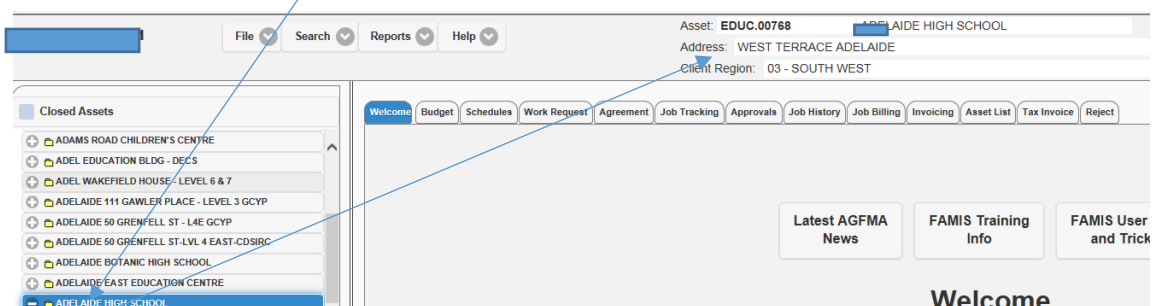 File Search Reports Help
Asset: EDUC.00768 ADELAIDE HIGH SCHOOL
Address: WEST TERRACE ADELAIDE
Client Region: 03 - SOUTH WEST
Closed Assets
Welcome Budget Schedules Work Request Agreement Job Tracking Approvals Job History Job Billing Invoicing Asset List Tax Invoice Reject
ADAMS ROAD CHILDREN'S CENTRE
ADEL EDUCATION BLDG - DECS
ADEL WAKEFIELD HOUSE - LEVEL 6 & 7
ADELAIDE 111 GAWLER PLACE - LEVEL 3 GCYP
ADELAIDE 50 GRENFELL ST - L4E GCYP
ADELAIDE 50 GRENFELL ST-LVL 4 EAST-CDSIRC
ADELAIDE BOTANIC HIGH SCHOOL
ADELAIDE EAST EDUCATION CENTRE
ADELAIDE HIGH SCHOOL
Latest AGFMA
News
FAMIS Training
Info
FAMIS User
and Trick
Welcome